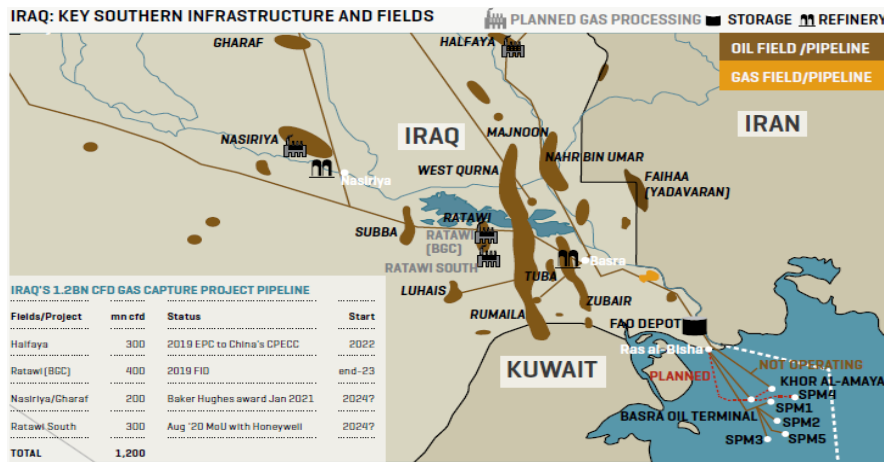 IRAQ: KEY SOUTHERN INFRASTRUCTURE AND FIELDS
PLANNED GAS PROCESSING STORAGE REFINERY
OIL FIELD /PIPELINE
GAS FIELD/PIPELINE
GHARAF
HALFAYA
IRAQ
IRAN
MAJNOON
NASIRIYA
NAHR BIN UMAR
WEST QURNA
Nasiriya
FAIHAA
(YADAVARAN)
RATAWI
SUBBA
RATAWI
(BGC)
Basra
RATAWI SOUTH
TUBA
LUHAIS
ZUBAIR
RUMAILA
FAO DEPOT
Ras al-Bisha
KUWAIT
NOT OPERATING
PLANNED
KHOR AL-AMAYA
SPM4
BASRA OIL TERMINAL
SPM1
SPM2
SPM3
SPM5
IRAQ'S 1.2BN CFD GAS CAPTURE PROJECT PIPELINE
Fields/Project mn cfd Status Start
Halfaya 300 2019 EPC to China's CPECC 2022
Ratawi (BGC) 400 2019 FID end-23
Nasiriya/Gharaf 200 Baker Hughes award Jan 2021 2024?
Ratawi South 300 Aug '20 MoU with Honeywell 2024?
TOTAL 1,200